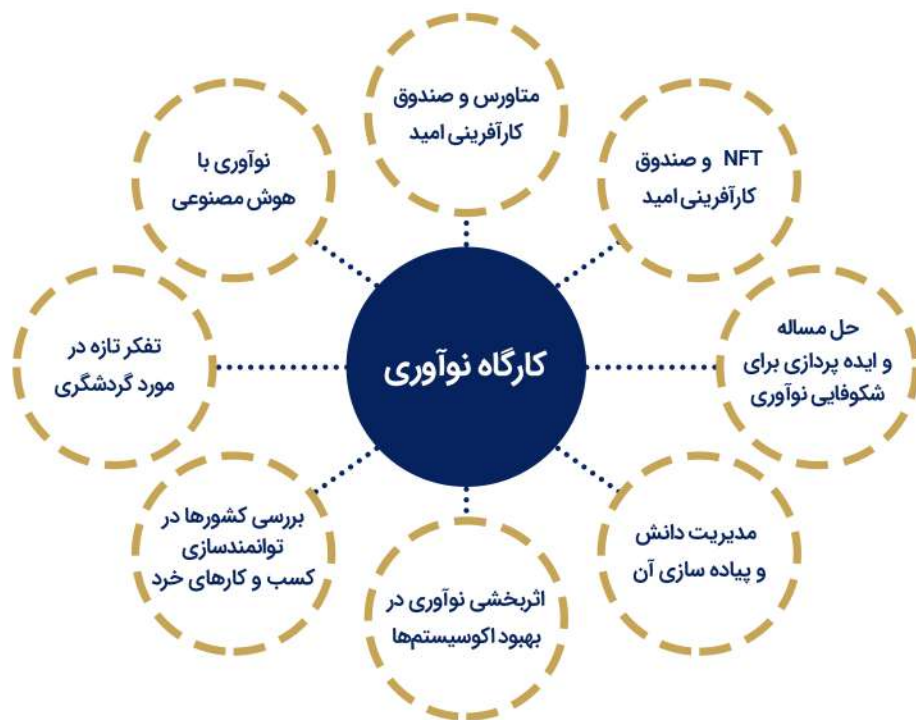 متاورس و صندوق
کارآفرینی امید
NFT و صندوق
کارآفرینی امید
حل مساله
و ایده پردازی برای
شکوفایی نوآوری
مدیریت دانش
و پیاده سازی آن
اثربخشی نوآوری در
بهبود اکوسیستم‌ها
بررسی کشورها در
توانمندسازی
کسب و کارهای خرد
تفکر تازه در
مورد گردشگری
نوآوری با
هوش مصنوعی
کارگاه نوآوری